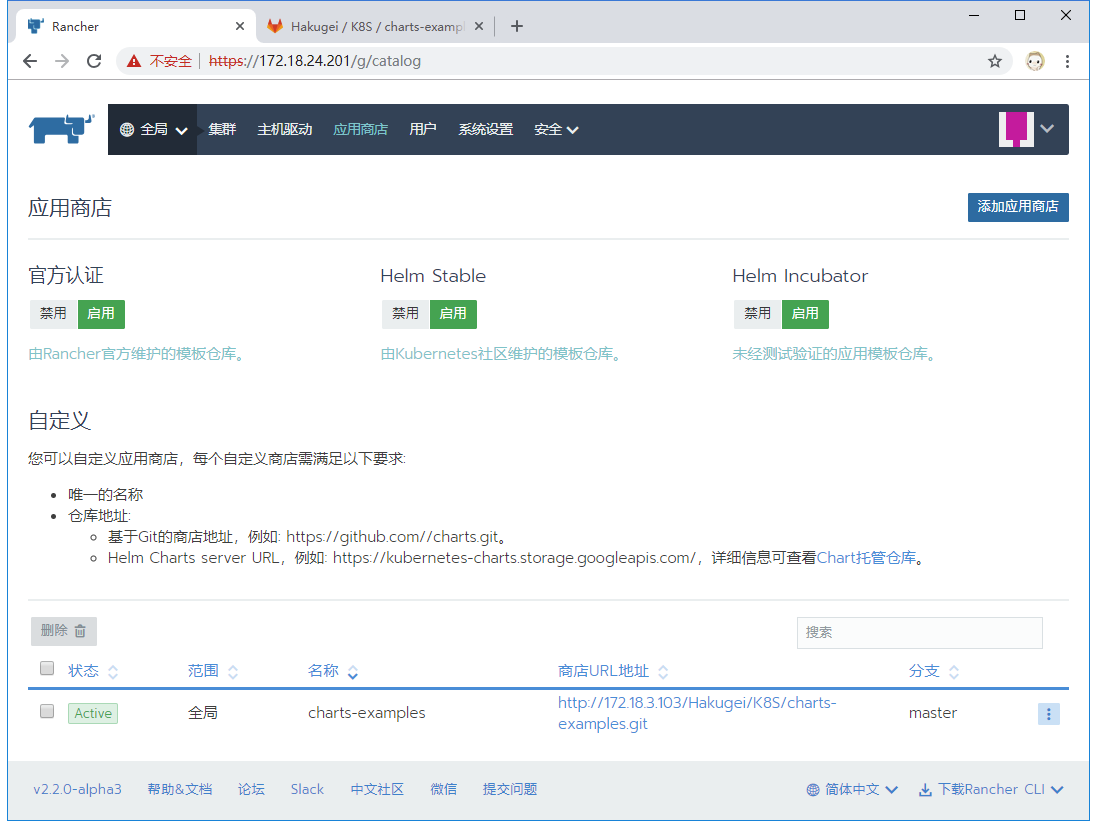 Rancher
Hakugei / K8S / charts-examp
不安全 https://172.18.24.201/g/catalog
全局 集群 主机驱动 应用商店 用户 系统设置 安全
应用商店 添加应用商店
官方认证 Helm Stable Helm Incubator
禁用 启用 禁用 启用 禁用 启用
由Rancher官方维护的模板仓库。 由Kubernetes社区维护的模板仓库。 未经测试验证的应用模板仓库。
自定义
您可以自定义应用商店，每个自定义商店需满足以下要求:
唯一的名称
仓库地址:
基于Git的商店地址，例如: https://github.com//charts.git。
Helm Charts server URL，例如: https://kubernetes-charts.storage.googleapis.com/，详细信息可查看Chart托管仓库。
删除 搜索
状态 范围 名称 商店URL地址 分支
Active 全局 charts-examples http://172.18.3.103/Hakugei/K8S/charts- master
examples.git
v2.2.0-alpha3 帮助&文档 论坛 Slack 中文社区 微信 提交问题 简体中文 下载Rancher CLI